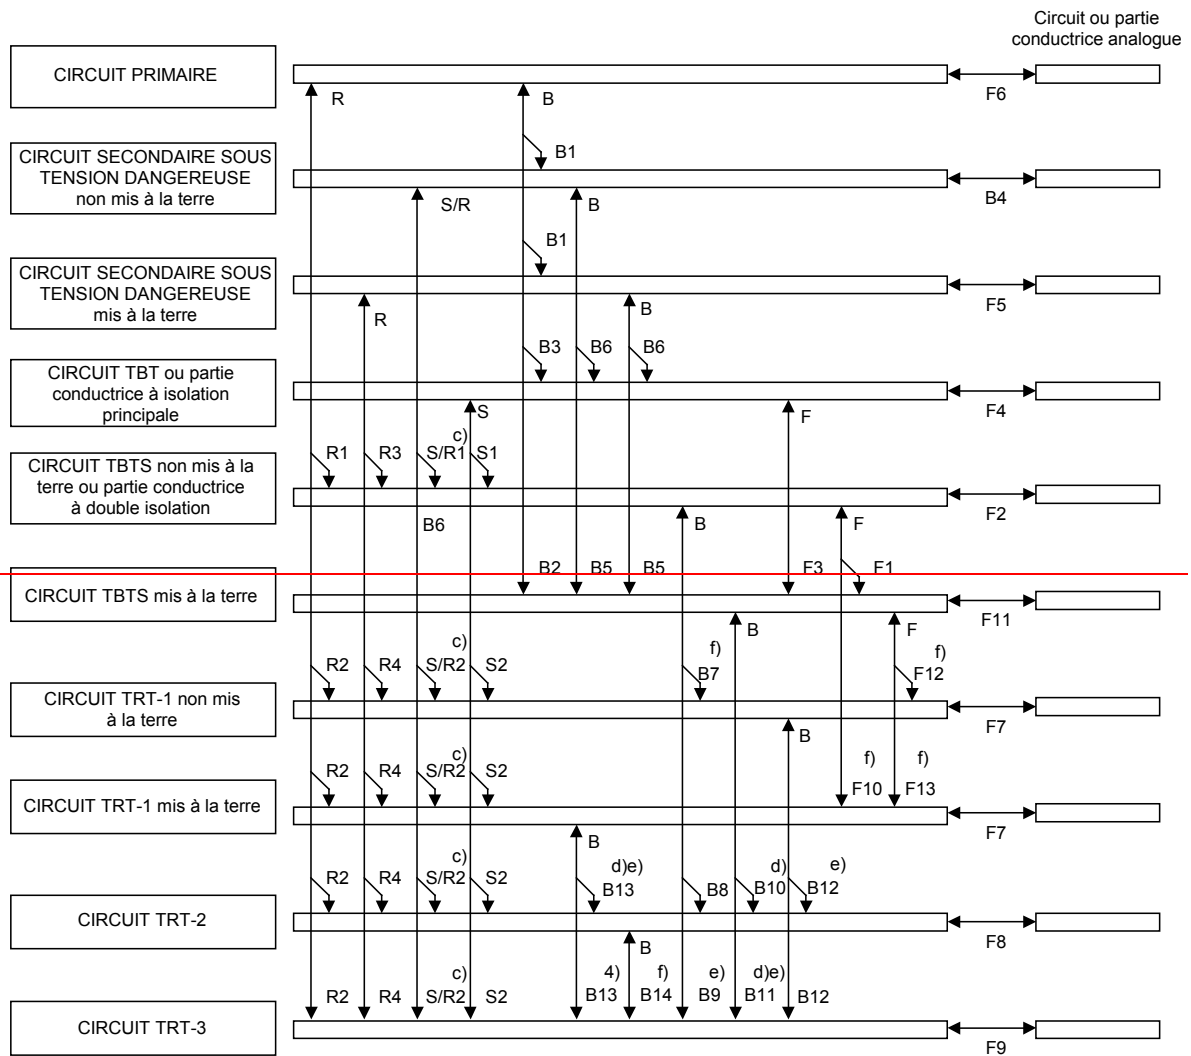 Circuit ou partie
conductrice analogue
CIRCUIT PRIMAIRE
R
B
F6
CIRCUIT SECONDAIRE SOUS
TENSION DANGEREUSE
non mis à la terre
B1
S/R
B
B4
CIRCUIT SECONDAIRE SOUS
TENSION DANGEREUSE
mis à la terre
B1
R
B
F5
CIRCUIT TBT ou partie
conductrice à isolation
principale
B3
B6
B6
S
F
F4
CIRCUIT TBTS non mis à la
terre ou partie conductrice
à double isolation
R1
R3
S/R1
c)
S1
B6
B
F
F2
CIRCUIT TBTS mis à la terre
B2
B5
B5
F3
F1
B
F
F11
CIRCUIT TRT-1 non mis
à la terre
R2
R4
S/R2
c)
S2
f)
B7
f)
F12
B
F7
CIRCUIT TRT-1 mis à la terre
R2
R4
S/R2
c)
S2
f)
F10
f)
F13
B
F7
CIRCUIT TRT-2
R2
R4
S/R2
c)
S2
d)e)
B13
B8
d)
B10
e)
B12
B
F8
CIRCUIT TRT-3
R2
R4
S/R2
c)
S2
4)
B13
f)
B14
e)
B9
d)e)
B11
B12
F9